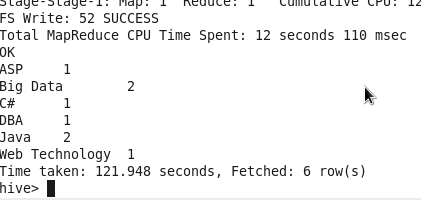 Stage-Stage-1: Map: 1  Reduce: 1   Cumulative CPU: 12
FS Write: 52 SUCCESS
Total MapReduce CPU Time Spent: 12 seconds 110 msec
OK
ASP     1
Big Data        2
C#      1
DBA     1
Java    2
Web Technology  1
Time taken: 121.948 seconds, Fetched: 6 row(s)
hive>